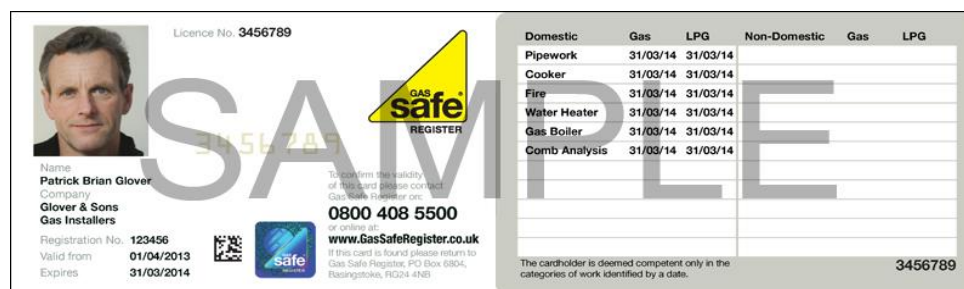 Licence No. 3456789
GAS
safe
REGISTER
3456789
Name
Patrick Brian Glover
Company
Glover & Sons
Gas Installers
Registration No. 123456
Valid from 01/04/2013
Expires 31/03/2014
safe
REGISTER
To confirm the validity
of this card please contact
Gas Safe Register on:
0800 408 5500
or online at:
www.GasSafeRegister.co.uk
If this card is found please return to
Gas Safe Register, PO Box 6804,
Basingstoke, RG24 4NB
SAMPLE
Domestic Gas LPG Non-Domestic Gas LPG
Pipework 31/03/14 31/03/14
Cooker 31/03/14 31/03/14
Fire 31/03/14 31/03/14
Water Heater 31/03/14 31/03/14
Gas Boiler 31/03/14 31/03/14
Comb Analysis 31/03/14 31/03/14
The cardholder is deemed competent only in the
categories of work identified by a date.
3456789